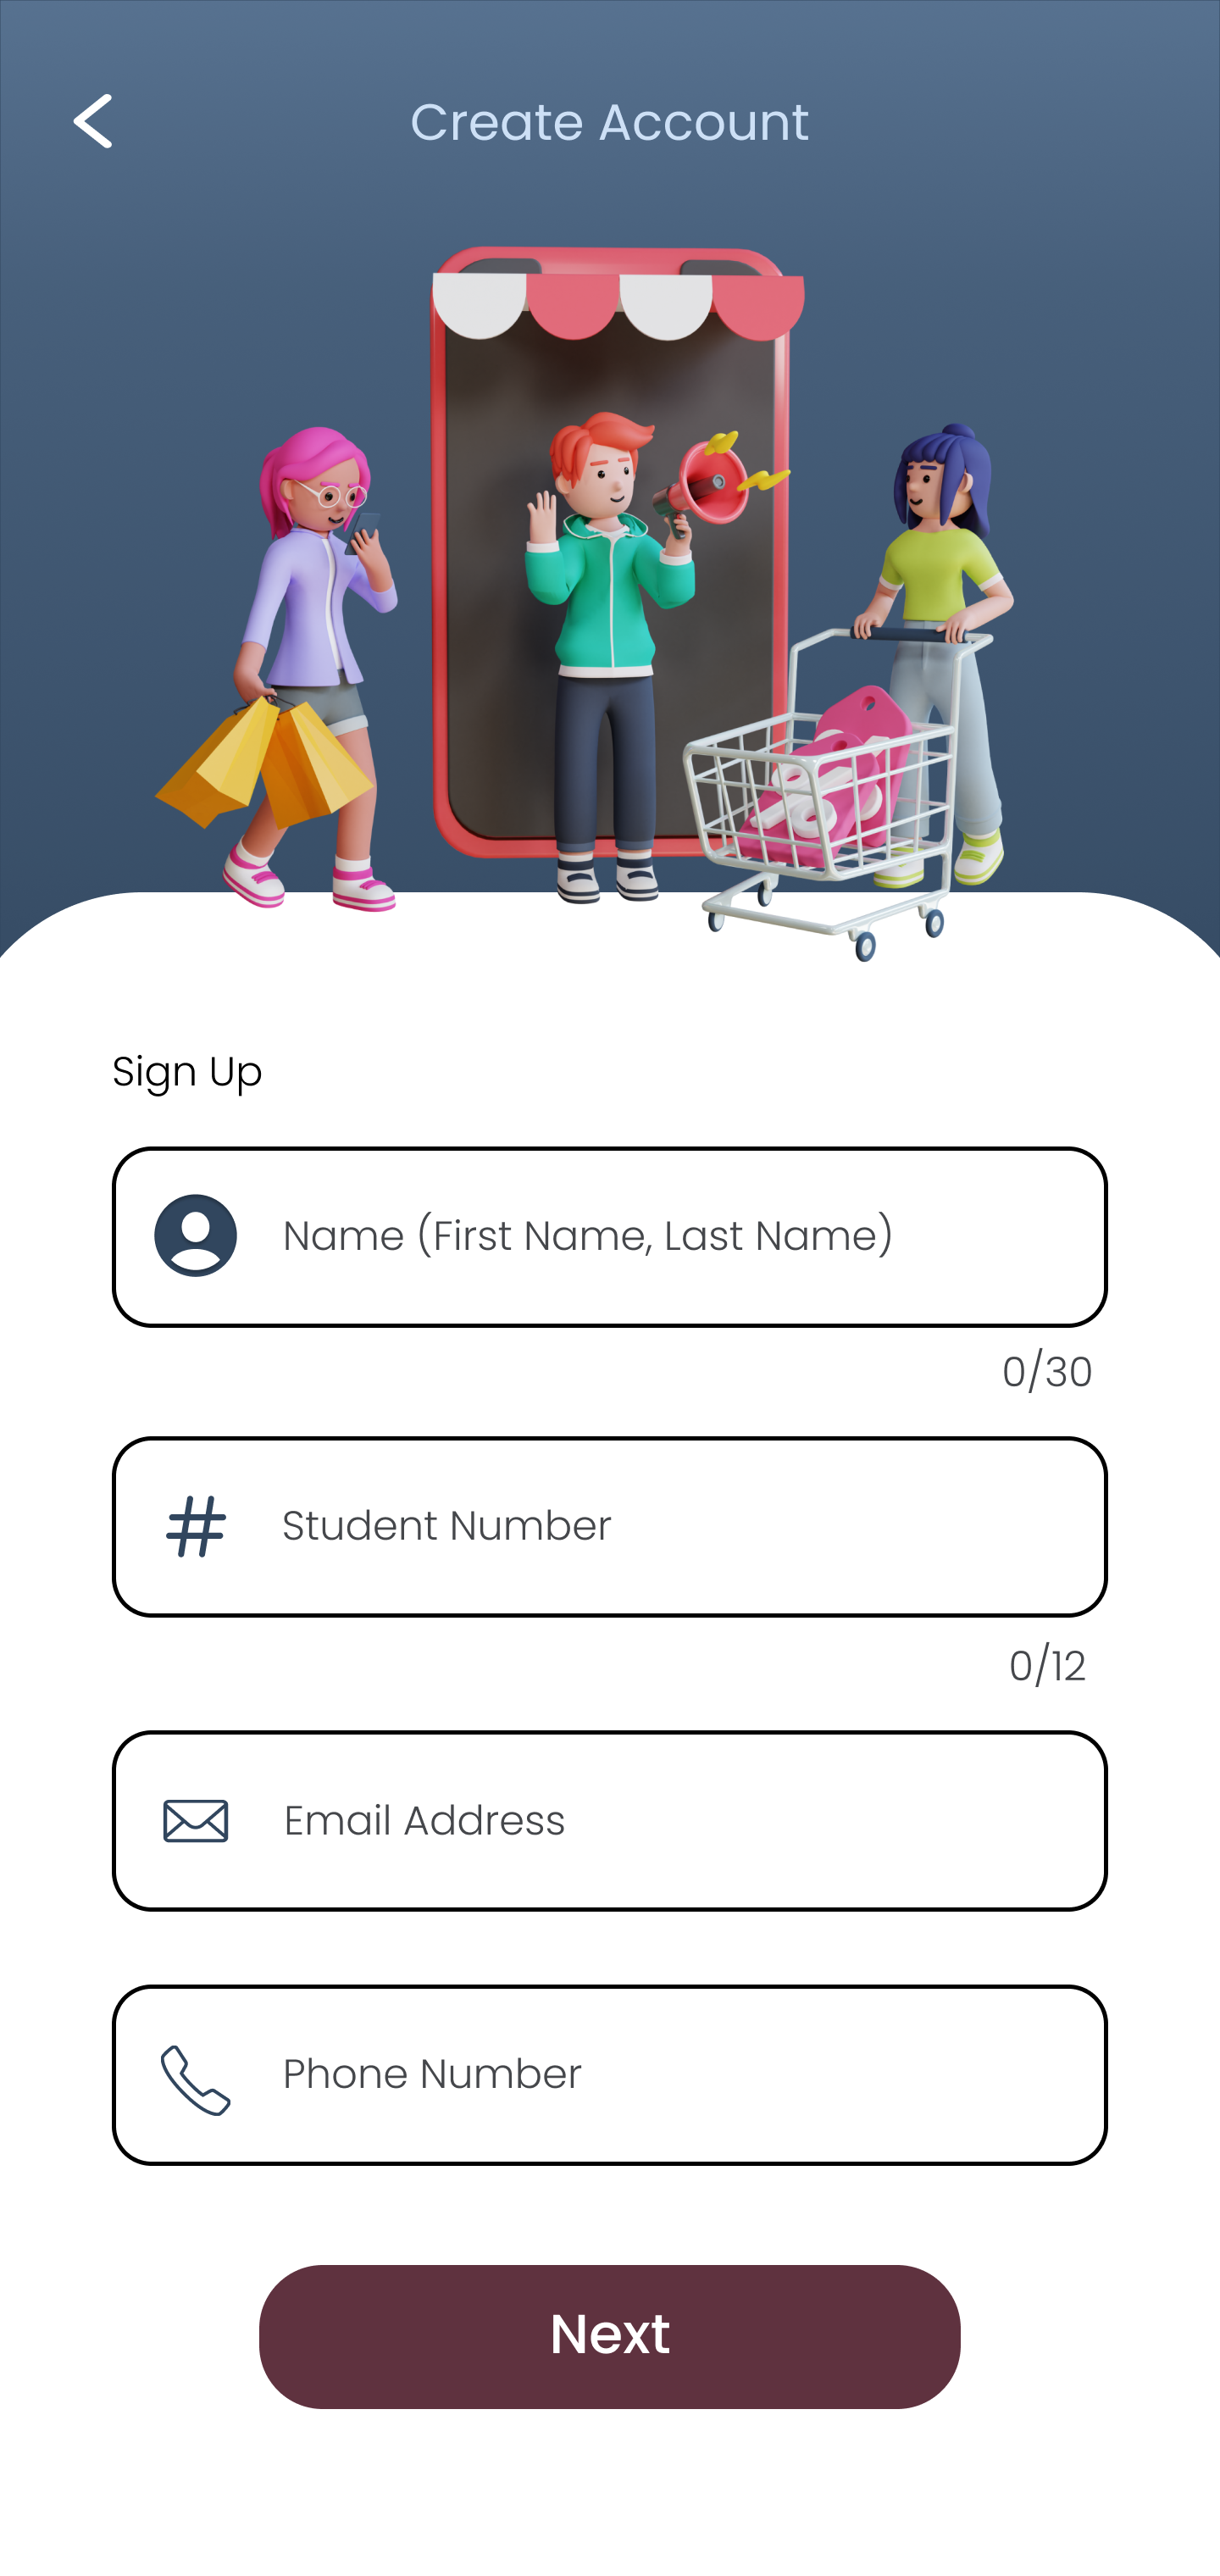 Create Account
Sign Up
Name (First Name, Last Name)
0/30
# Student Number
0/12
Email Address
Phone Number
Next